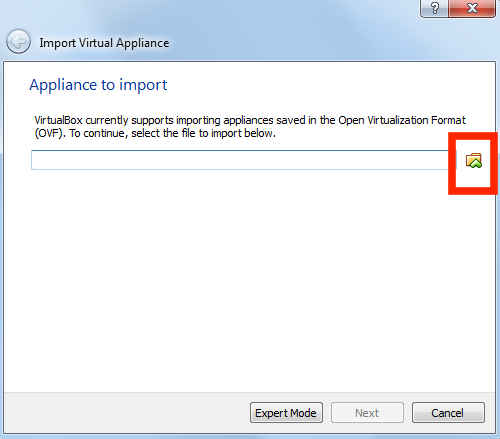 ?
Import Virtual Appliance
Appliance to import
VirtualBox currently supports importing appliances saved in the Open Virtualization Format
(OVF). To continue, select the file to import below.
Expert Mode Next Cancel